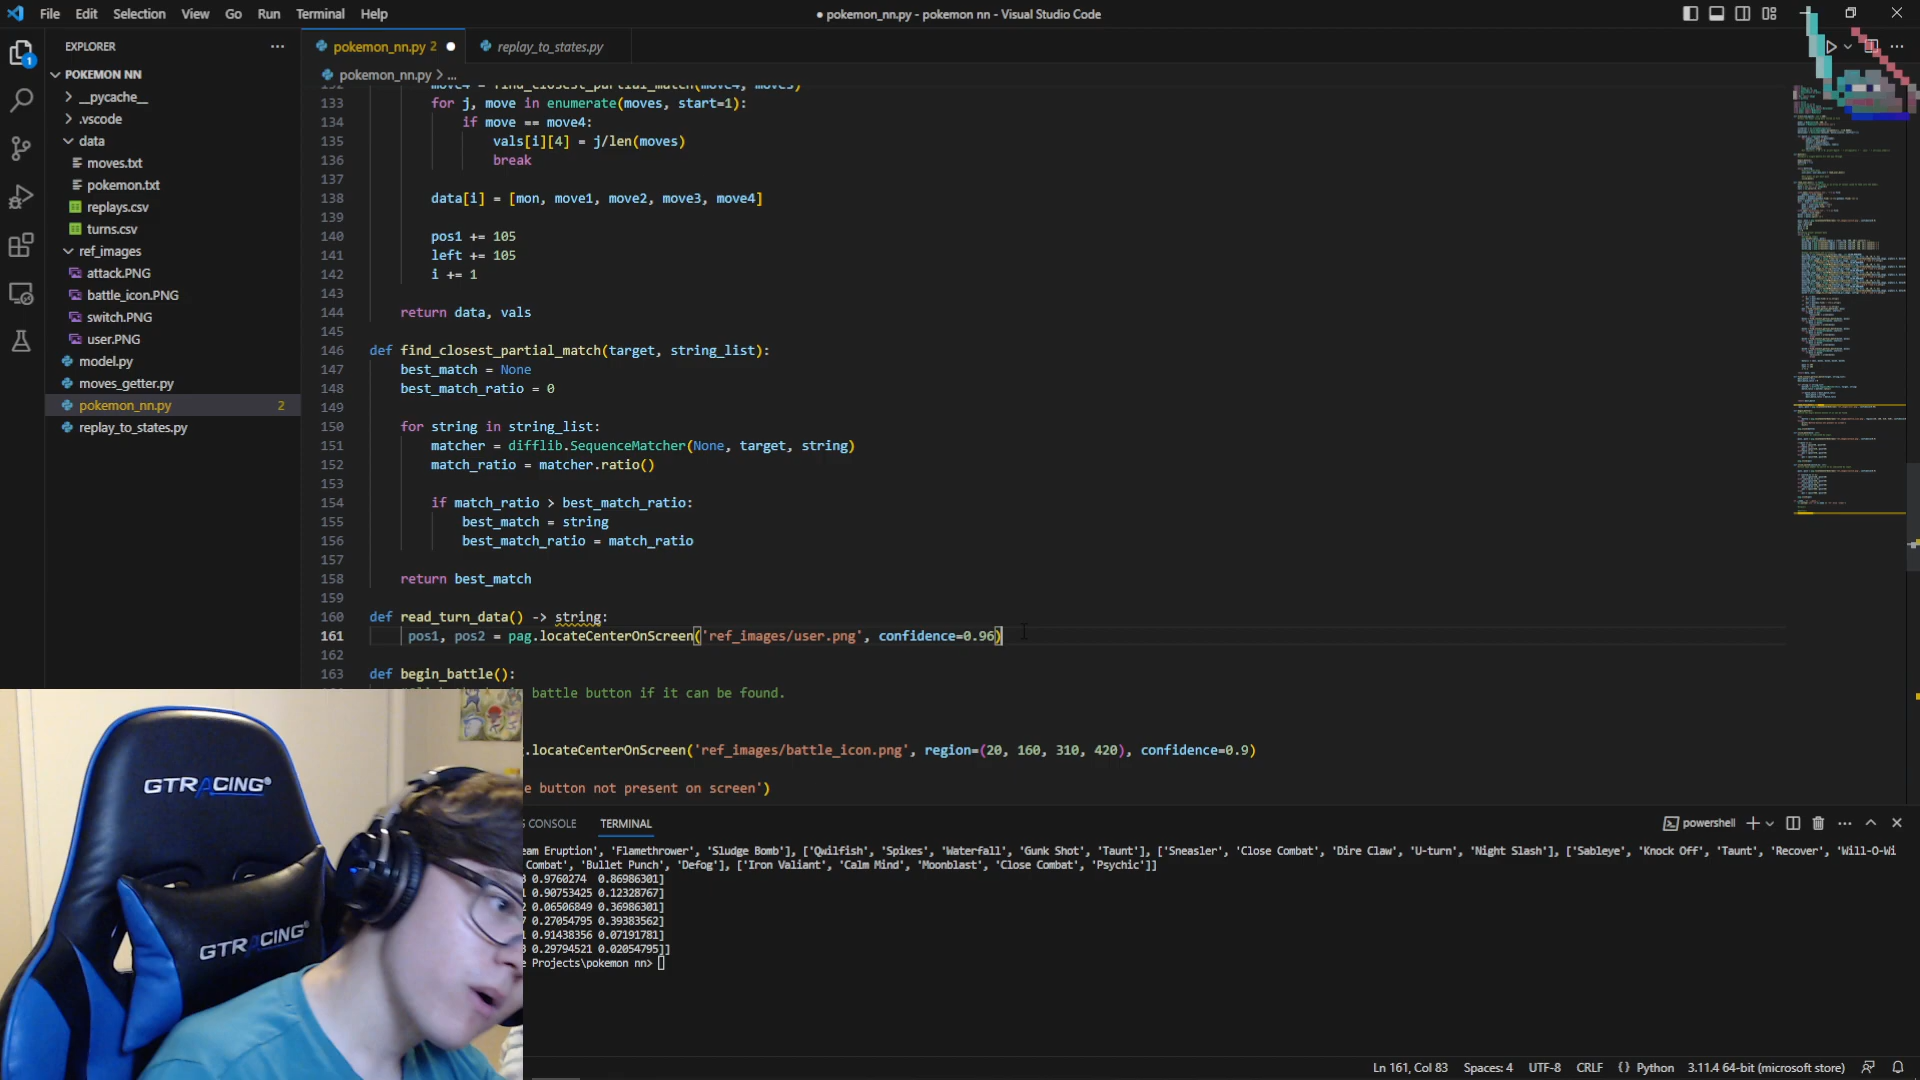 File Edit Selection View Go Run Terminal Help
● pokemon_nn.py - pokemon nn - Visual Studio Code
EXPLORER
pokemon_nn.py 2
replay_to_states.py
POKEMON NN
pokemon_nn.py > ...
__pycache__
.vscode
data
moves.txt
pokemon.txt
replays.csv
turns.csv
ref_images
attack.PNG
battle_icon.PNG
switch.PNG
user.PNG
model.py
moves_getter.py
pokemon_nn.py 2
replay_to_states.py
1
132 move4 = find_closest_partial_match(move4, moves)
133 for j, move in enumerate(moves, start=1):
134 if move == move4:
135 vals[i][4] = j/len(moves)
136 break
137
138 data[i] = [mon, move1, move2, move3, move4]
139
140 pos1 += 105
141 left += 105
142 i += 1
143
144 return data, vals
145
146 def find_closest_partial_match(target, string_list):
147 best_match = None
148 best_match_ratio = 0
149
150 for string in string_list:
151 matcher = difflib.SequenceMatcher(None, target, string)
152 match_ratio = matcher.ratio()
153
154 if match_ratio > best_match_ratio:
155 best_match = string
156 best_match_ratio = match_ratio
157
158 return best_match
159
160 def read_turn_data() -> string:
161 pos1, pos2 = pag.locateCenterOnScreen('ref_images/user.png', confidence=0.96)
162
163 def begin_battle():
battle button if it can be found.
.locateCenterOnScreen('ref_images/battle_icon.png', region=(20, 160, 310, 420), confidence=0.9)
e button not present on screen')
CONSOLE TERMINAL
powershell
eam Eruption', 'Flamethrower', 'Sludge Bomb'], ['Qwilfish', 'Spikes', 'Waterfall', 'Gunk Shot', 'Taunt'], ['Sneasler', 'Close Combat', 'Dire Claw', 'U-turn', 'Night Slash'], ['Sableye', 'Knock Off', 'Taunt', 'Recover', 'Will-O-Wi
Combat', 'Bullet Punch', 'Defog'], ['Iron Valiant', 'Calm Mind', 'Moonblast', 'Close Combat', 'Psychic']]
0.9760274 0.86986301]
0.90753425 0.12328767]
0.06506849 0.36986301]
0.27054795 0.39383562]
0.91438356 0.07191781]
0.29794521 0.02054795]]
e Projects\pokemon nn>
GTRACING
GTRACING
Ln 161, Col 83 Spaces: 4 UTF-8 CRLF {} Python 3.11.4 64-bit (microsoft store)